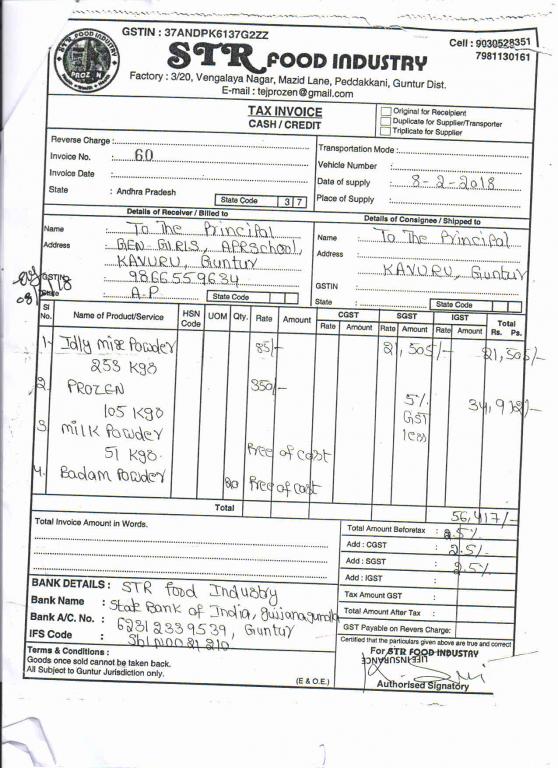 GSTIN : 37ANDPK6137G2ZZ
Cell : 9030528351
7981130161
STR FOOD INDUSTRY
PROZEN
STR FOOD INDUSTRY
Factory : 3/20, Vengalaya Nagar, Mazid Lane, Peddakkani, Guntur Dist.
E-mail : tejprozen@gmail.com
TAX INVOICE
CASH / CREDIT
Original for Receipient
Duplicate for Supplier/Transporter
Triplicate for Supplier
Reverse Charge :
Invoice No. : 60
Invoice Date :
State : Andhra Pradesh
State Code 3 7
Transportation Mode :
Vehicle Number :
Date of supply : 8-2-2018
Place of Supply :
Details of Receiver / Billed to
Name : To The Principal
Address : GEN GIRLS, APRSchool,
KAVURU, Guntur
GSTIN : 9866559634
State : A.P
State Code
Details of Consignee / Shipped to
Name : To The Principal
Address :
KAVURU, Guntur
GSTIN :
State :
State Code
Sl No. Name of Product/Service HSN Code UOM Qty. Rate Amount CGST Rate Amount SGST Rate Amount IGST Rate Amount Total Rs. Ps.
1. Idly mix Powder 85/- 21,505/- 21,505/-
253 Kgs
2. PROZEN 350/- 5% GST less
105 Kgs
3 milk Powder Free of cost
51 Kgs.
4. Badam Powder Free of cost
Total 56,417/-
Total Invoice Amount in Words.
Total Amount Beforetax : 2.5%
Add : CGST : 2.5%
Add : SGST : 2.5%
Add : IGST :
Tax Amount GST :
Total Amount After Tax :
GST Payable on Revers Charge:
BANK DETAILS : STR food Industry
Bank Name : State Bank of India,
Bank A/C. No. : 62312339539, Guntur
IFS Code :
Terms & Conditions :
Goods once sold cannot be taken back.
All Subject to Guntur Jurisdiction only.
(E & O.E.)
Certified that the particulars given above are true and correct
For STR FOOD INDUSTRY
LIFE INSURANCE
Authorised Signatory